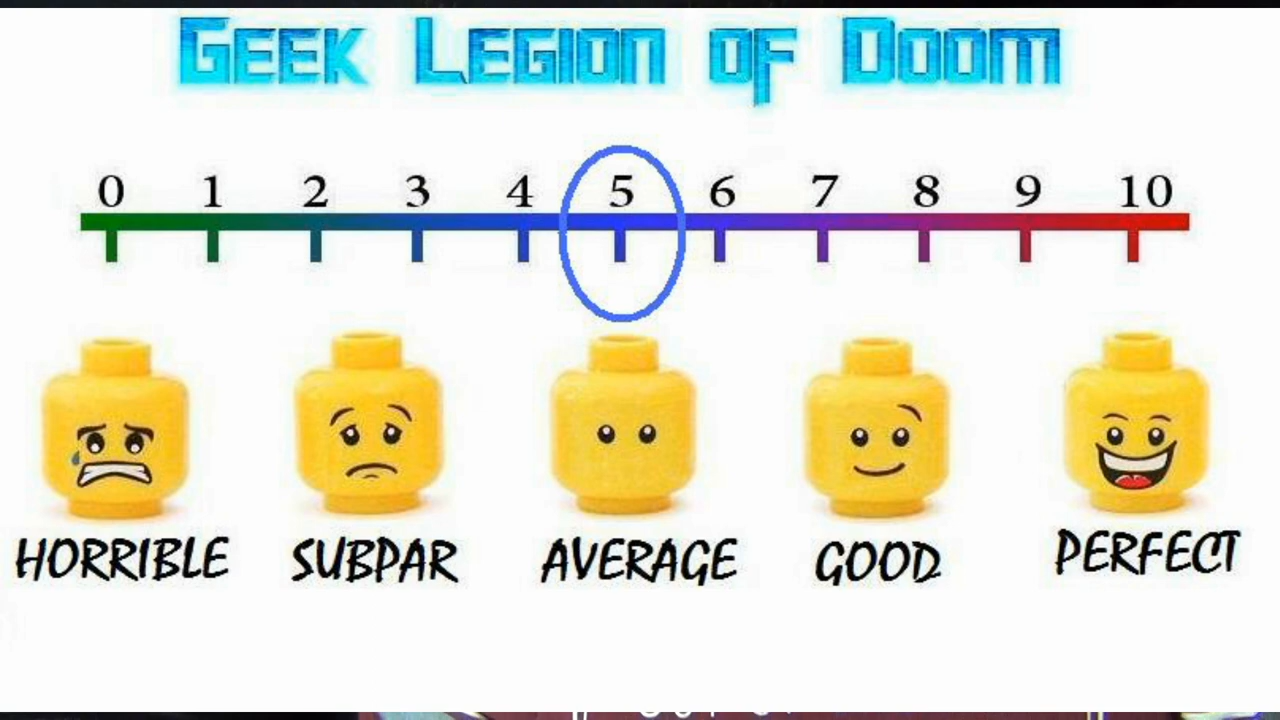 GEEK LEGION OF DOOM
0 1 2 3 4 5 6 7 8 9 10
HORRIBLE SUBPAR AVERAGE GOOD PERFECT